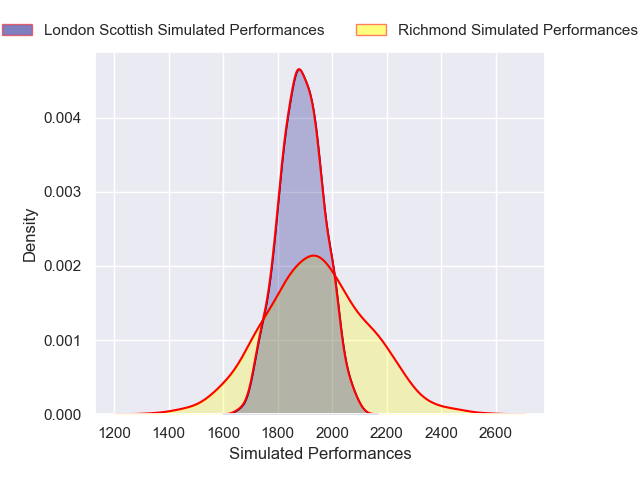 London Scottish Simulated Performances
Richmond Simulated Performances
0.004
0.003
0.002
0.001
0.000
Density
1200 1400 1600 1800 2000 2200 2400 2600
Simulated Performances